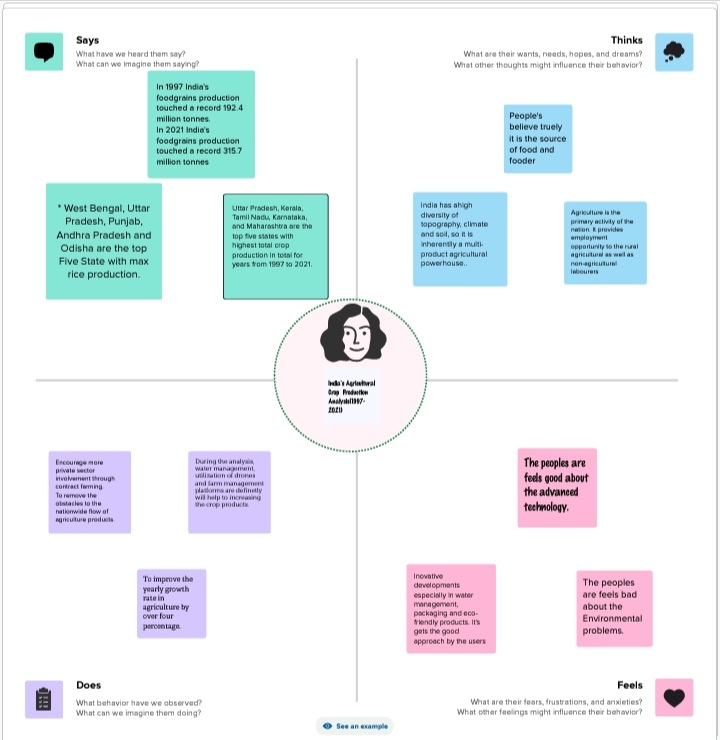 Says
What have we heard them say?
What can we imagine them saying?
In 1997 India's
foodgrains production
touched a record 192.4
million tonnes.
In 2021 India's
foodgrains production
touched a record 315.7
million tonnes
* West Bengal, Uttar
Pradesh, Punjab,
Andhra Pradesh and
Odisha are the top
Five State with max
rice production.
Uttar Pradesh, Kerala,
Tamil Nadu, Karnataka,
and Maharashtra are the
top five states with
highest total crop
production in total for
years from 1997 to 2021.
Thinks
What are their wants, needs, hopes, and dreams?
What other thoughts might influence their behavior?
People's
believe truely
it is the source
of food and
fooder
India has ahigh
diversity of
topography, climate
and soil, so it is
inherently a multi-
product agricultural
powerhouse..
Agriculture is the
primary activity of the
nation. It provides
employment
opportunity to the rural
agricultural as well as
non-agricultural
labourers
India's Agricultural
Crop Production
Analysis(1997-
2021)
Encourage more
private sector
involvement through
contract farming.
To remove the
obstacles to the
nationwide flow of
agriculture products.
During the analysis,
water management,
utilisation of drones
and farm management
platforms are definetly
will help to increasing
the crop products.
To improve the
yearly growth
rate in
agriculture by
over four
percentage.
Does
What behavior have we observed?
What can we imagine them doing?
The peoples are
feels good about
the advanced
technology.
Inovative
developments
especially in water
management,
packaging and eco-
friendly products. It's
gets the good
approach by the users
The peoples
are feels bad
about the
Environmental
problems.
Feels
What are their fears, frustrations, and anxieties?
What other feelings might influence their behavior?
See an example